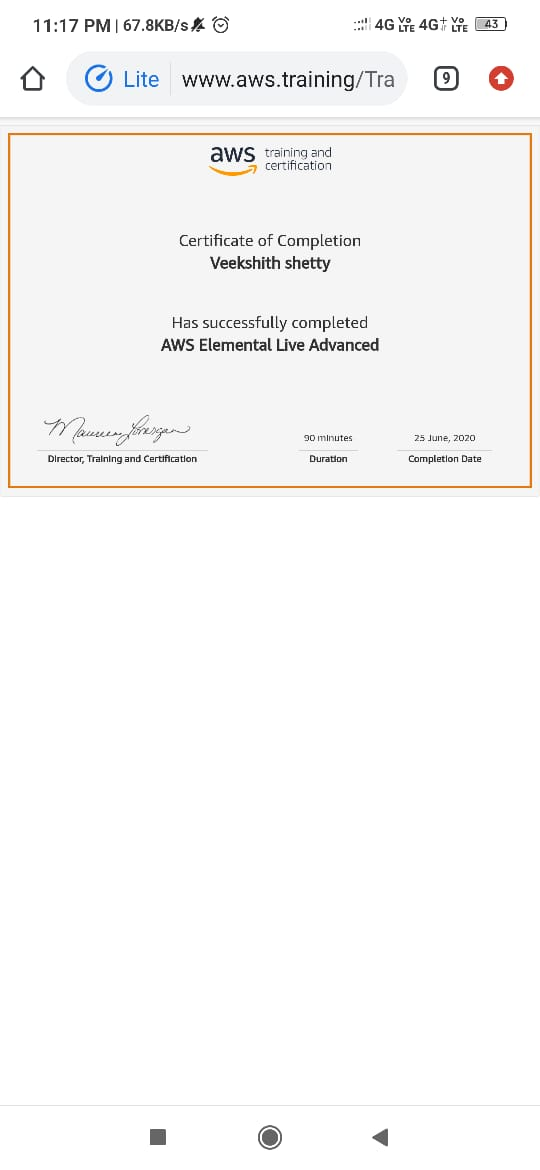 11:17 PM | 67.8KB/s 4G Vo LTE 4G+ Vo LTE 43
Lite www.aws.training/Tra 9
aws training and
certification
Certificate of Completion
Veekshith shetty
Has successfully completed
AWS Elemental Live Advanced
90 minutes 25 June, 2020
Director, Training and Certification Duration Completion Date